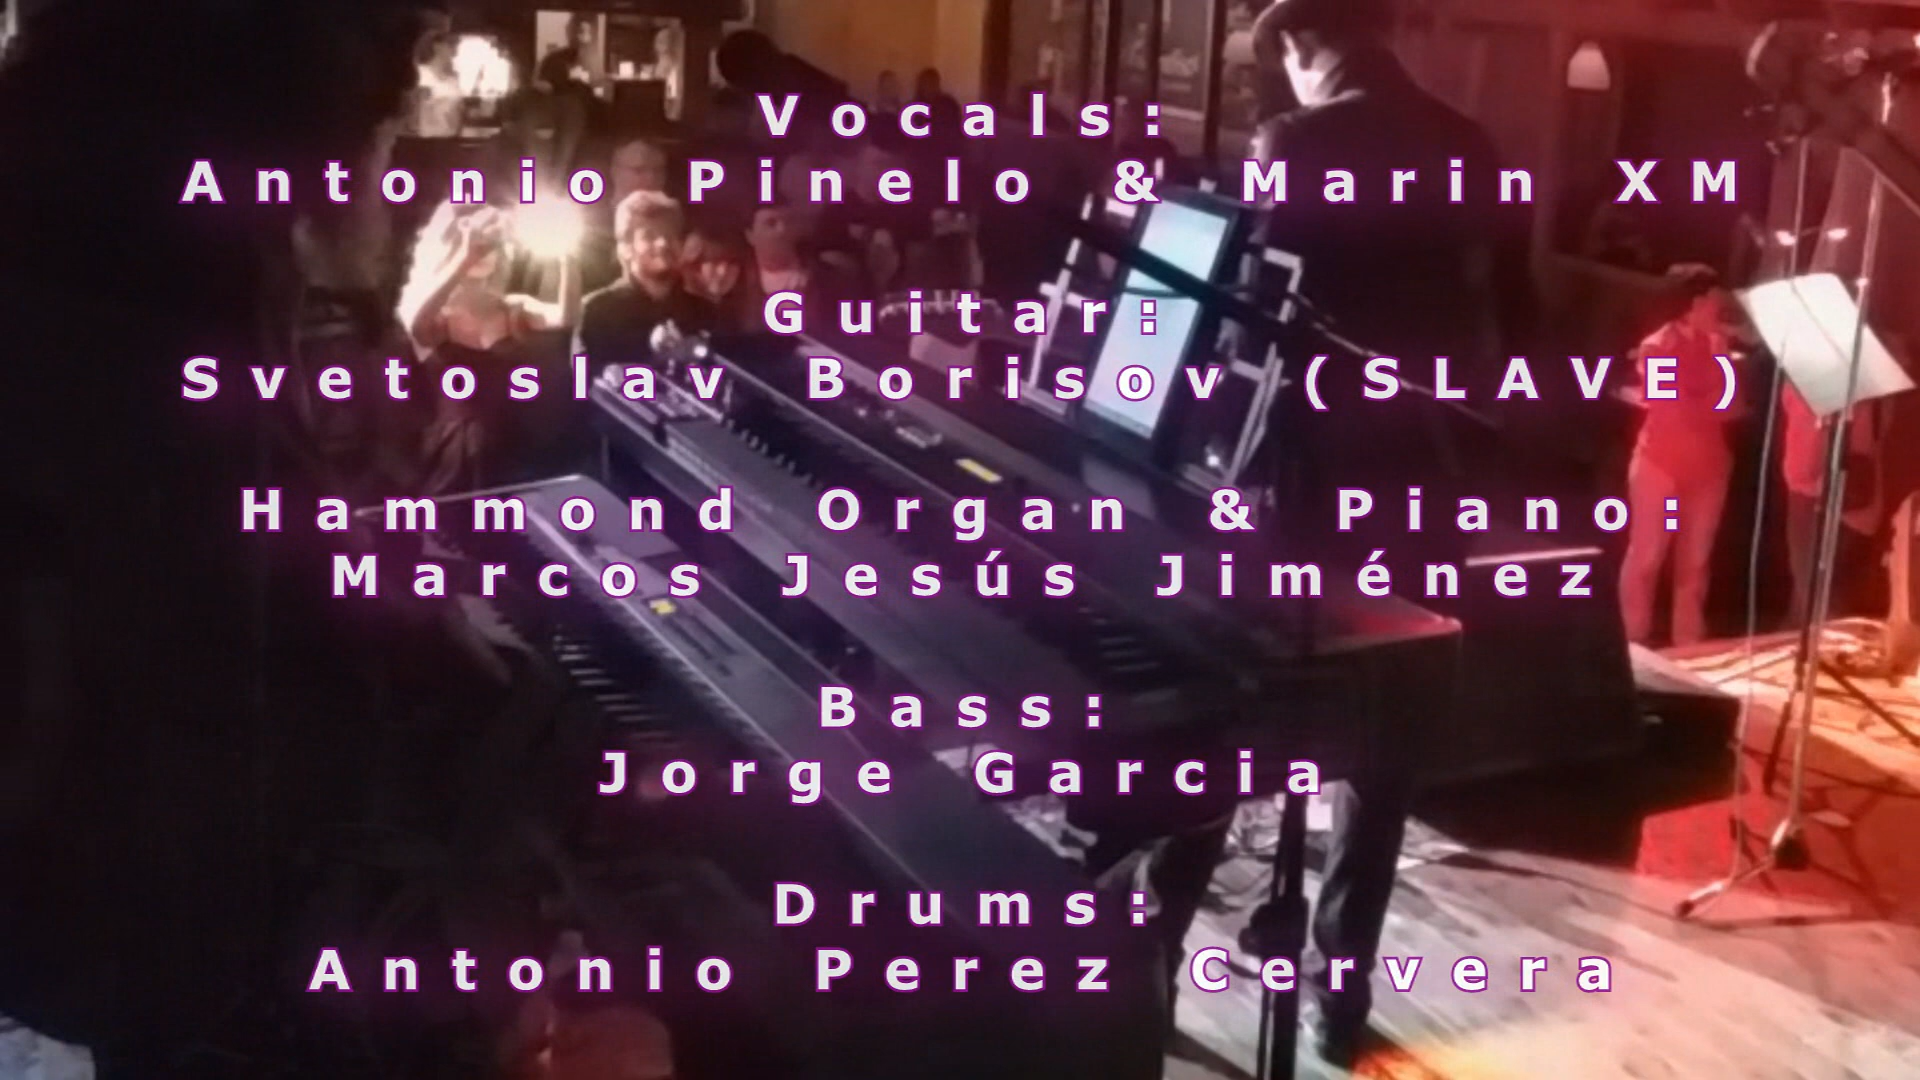 Vocals:
Antonio Pinelo & Marin XM
Guitar:
Svetoslav Borisov (SLAVE)
Hammond Organ & Piano:
Marcos Jesús Jiménez
Bass:
Jorge Garcia
Drums:
Antonio Perez Cervera